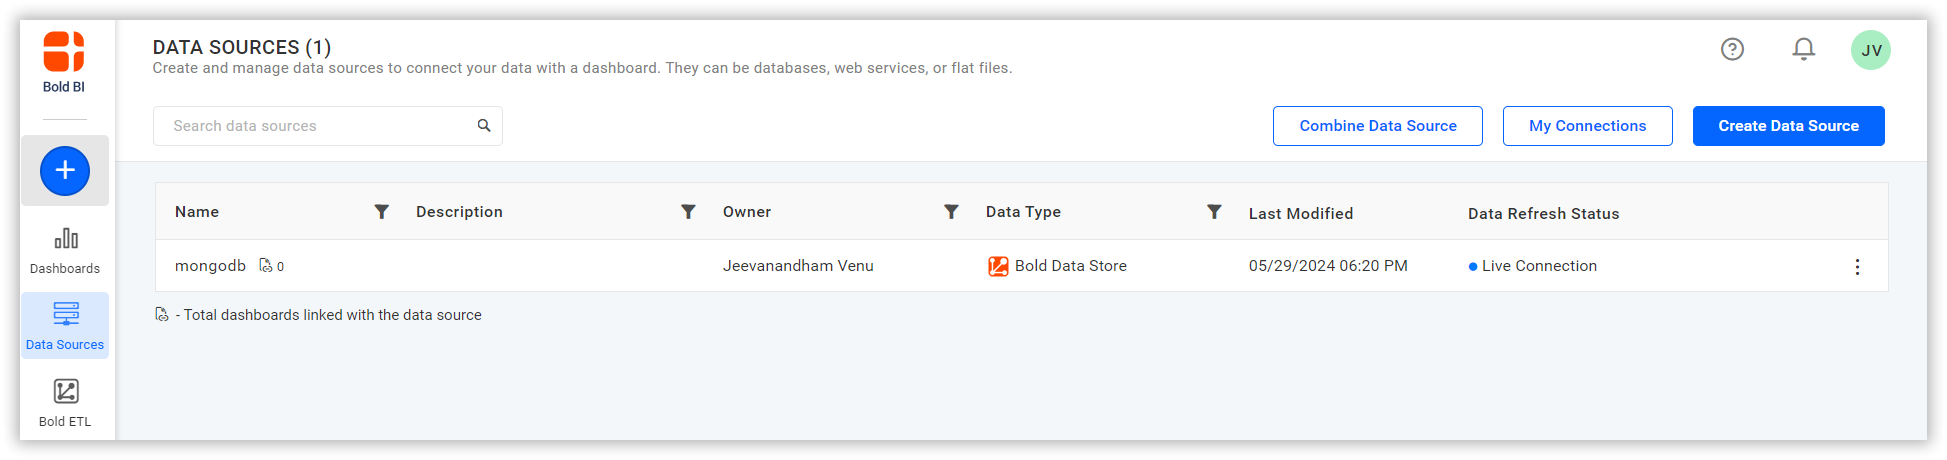 Bold BI
DATA SOURCES (1)
Create and manage data sources to connect your data with a dashboard. They can be databases, web services, or flat files.
JV
Search data sources
Combine Data Source
My Connections
Create Data Source
Dashboards
Data Sources
Bold ETL
Name Description Owner Data Type Last Modified Data Refresh Status
mongodb 0 Jeevanandham Venu Bold Data Store 05/29/2024 06:20 PM Live Connection
- Total dashboards linked with the data source